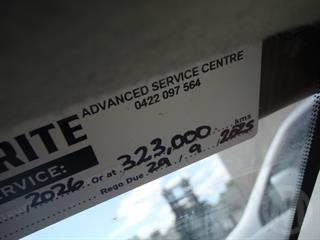 ADVANCED SERVICE CENTRE
0422 097 564
RITE
SERVICE:
2026 Or at 323,000 kms
Rego Due 29/9/2025